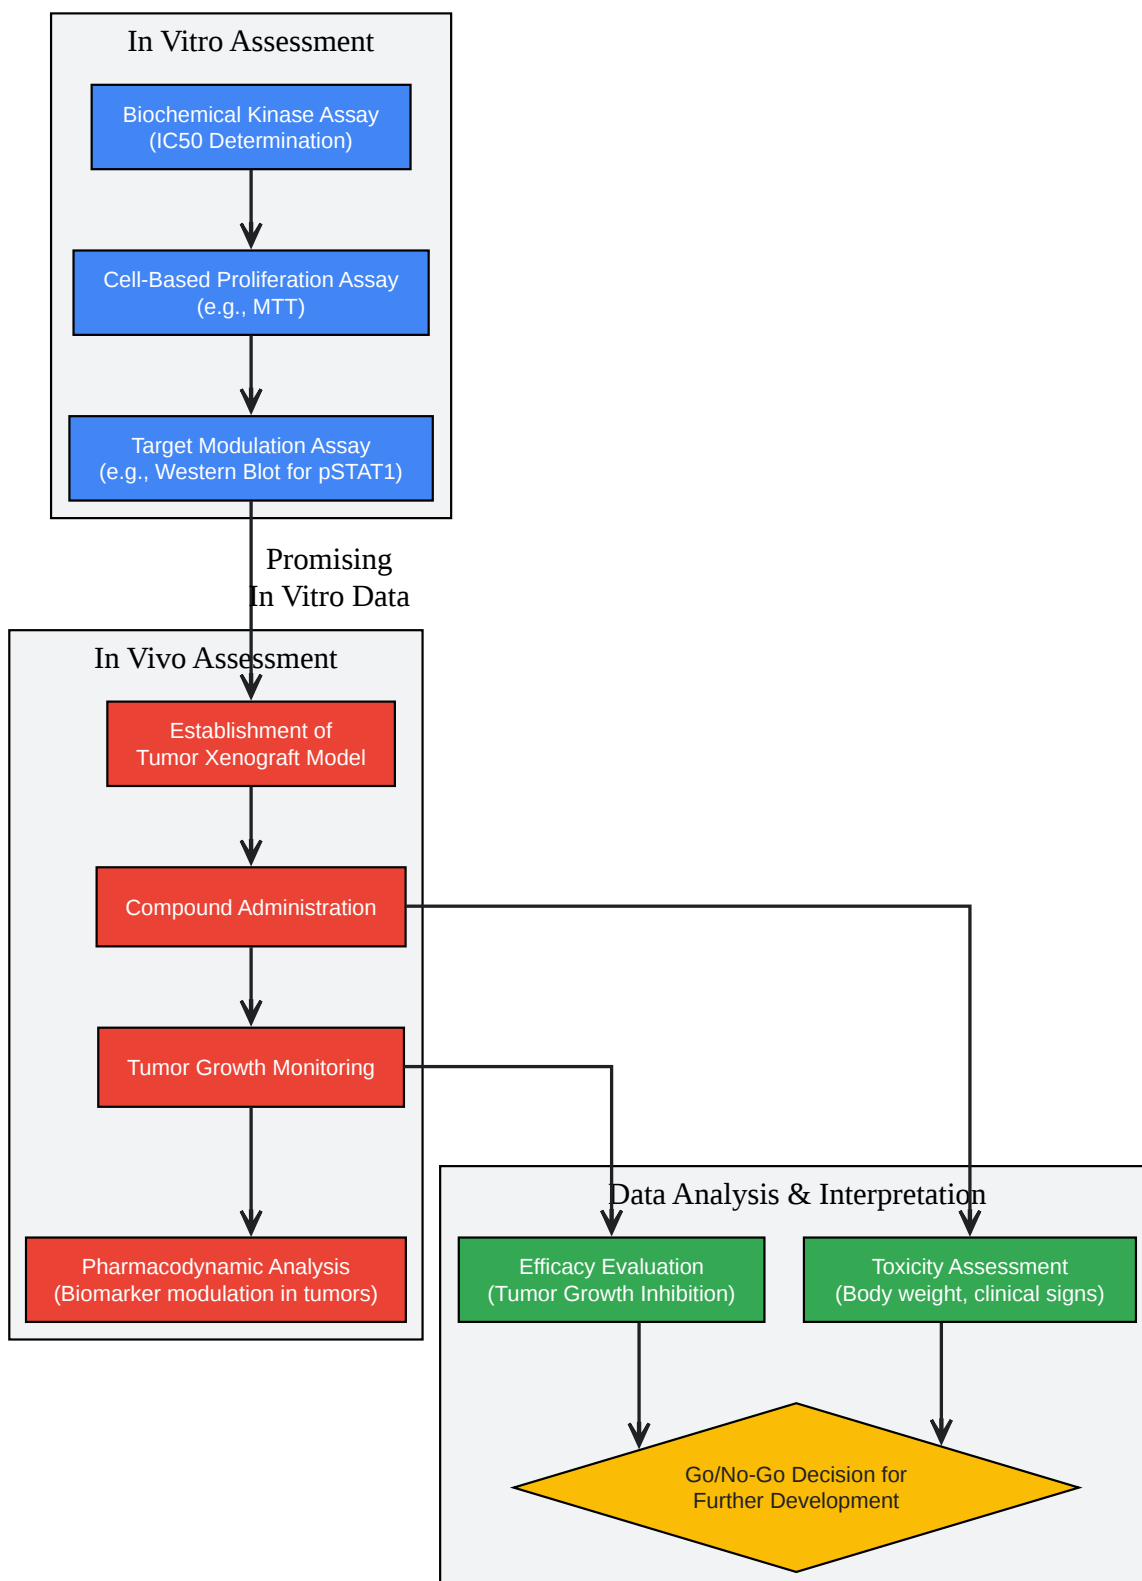 In Vitro Assessment
Biochemical Kinase Assay
(IC50 Determination)
Cell-Based Proliferation Assay
(e.g., MTT)
Target Modulation Assay
(e.g., Western Blot for pSTAT1)
Promising
In Vitro Data
In Vivo Assessment
Establishment of
Tumor Xenograft Model
Compound Administration
Tumor Growth Monitoring
Pharmacodynamic Analysis
(Biomarker modulation in tumors)
Data Analysis & Interpretation
Efficacy Evaluation
(Tumor Growth Inhibition)
Toxicity Assessment
(Body weight, clinical signs)
Go/No-Go Decision for
Further Development